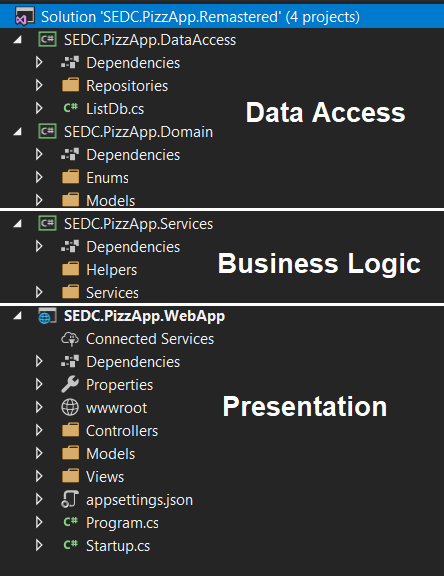 Solution 'SEDC.PizzApp.Remastered' (4 projects)
C# SEDC.PizzApp.DataAccess
Dependencies
Repositories
C# ListDb.cs
Data Access
C# SEDC.PizzApp.Domain
Dependencies
Enums
Models
C# SEDC.PizzApp.Services
Dependencies
Helpers
Business Logic
Services
SEDC.PizzApp.WebApp
Connected Services
Dependencies
Properties
wwwroot
Presentation
Controllers
Models
Views
appsettings.json
C# Program.cs
C# Startup.cs